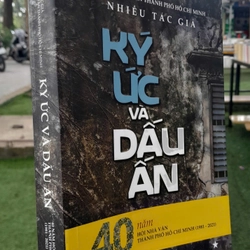 THÀNH PHỐ HỒ CHÍ MINH
NHIỀU TÁC GIẢ
KÝ
ỨC
VÀ
DẤU
ẤN
40 năm
HỘI NHÀ VĂN
THÀNH PHỐ HỒ CHÍ MINH (1981 - 2021)
KÝ ỨC VÀ DẤU ẤN